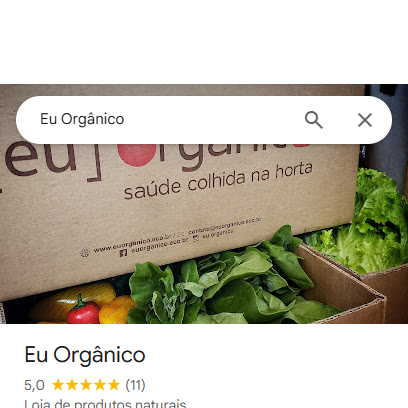 Eu Orgânico
[eu] orgânico
saúde colhida na horta
www.euorganico.eco.br / contato@euorganico.eco.br
euorganico.eco.br eu.organico
Eu Orgânico
5,0 (11)
Loja de produtos naturais